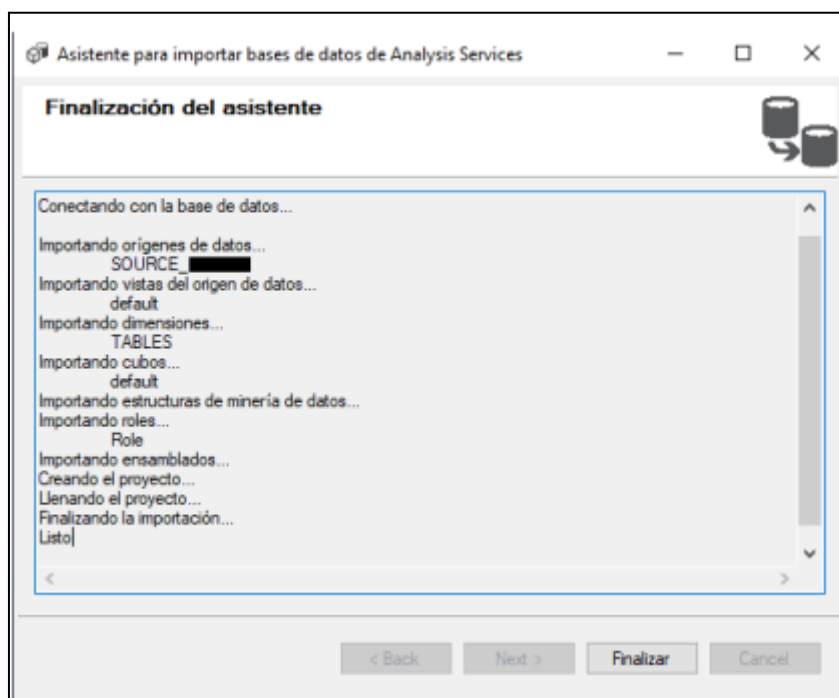 Asistente para importar bases de datos de Analysis Services
Finalización del asistente
Conectando con la base de datos...
Importando orígenes de datos...
SOURCE_
Importando vistas del origen de datos...
default
Importando dimensiones...
TABLES
Importando cubos...
default
Importando estructuras de minería de datos...
Importando roles...
Role
Importando ensamblados...
Creando el proyecto...
Llenando el proyecto...
Finalizando la importación...
Listo
< Back Next > Finalizar Cancel